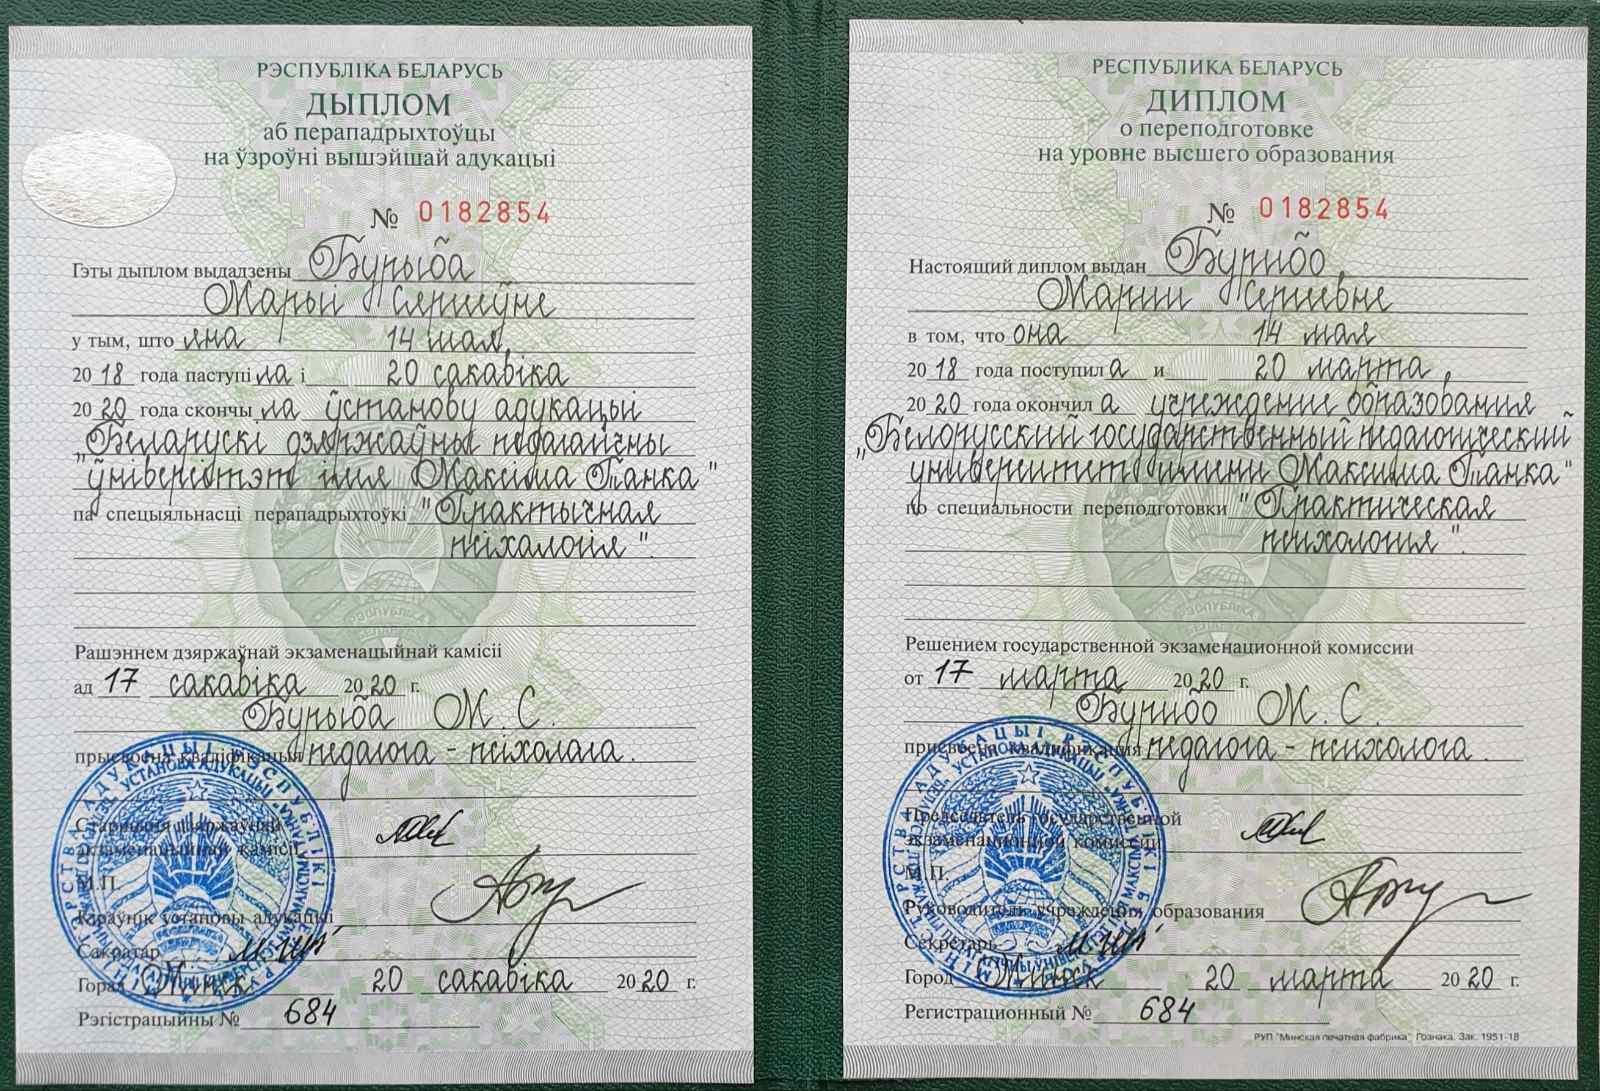 РЭСПУБЛІКА БЕЛАРУСЬ
ДЫПЛОМ
аб перападрыхтоўцы
на ўзроўні вышэйшай адукацыі
№ 0182854
Гэты дыплом выдадзены Бурыба
Марыі Сяргееўне
у тым, што яна 14 мая
2018 года паступіла і 20 сакавіка
2020 года скончыла ўстанову адукацыі
"Беларускі дзяржаўны педагагічны
ўніверсітэт імя Максіма Танка"
па спецыяльнасці перападрыхтоўкі "Практычная
псіхалогія".
Рашэннем дзяржаўнай экзаменацыйнай камісіі
ад 17 сакавіка 2020 г.
Бурыба М. С.
прысвоена кваліфікацыя педагога-псіхолага.
Старшыня дзяржаўнай
экзаменацыйнай камісіі
М.П.
Кіраўнік установы адукацыі
Сакратар
Горад Мінск 20 сакавіка 2020 г.
Рэгістрацыйны № 684
РЕСПУБЛИКА БЕЛАРУСЬ
ДИПЛОМ
о переподготовке
на уровне высшего образования
№ 0182854
Настоящий диплом выдан Бурибо
Марии Сергеевне
в том, что она 14 мая
2018 года поступила и 20 марта
2020 года окончила учреждение образования
"Белорусский государственный педагогический
университет имени Максима Танка"
по специальности переподготовки "Практическая
психология".
Решением государственной экзаменационной комиссии
от 17 марта 2020 г.
Бурибо М. С.
присвоена квалификация педагога-психолога.
Председатель государственной
экзаменационной комиссии
М.П.
Руководитель учреждения образования
Секретарь
Город Минск 20 марта 2020 г.
Регистрационный № 684
РУП "Минская печатная фабрика" Гознака. Зак. 1951-18